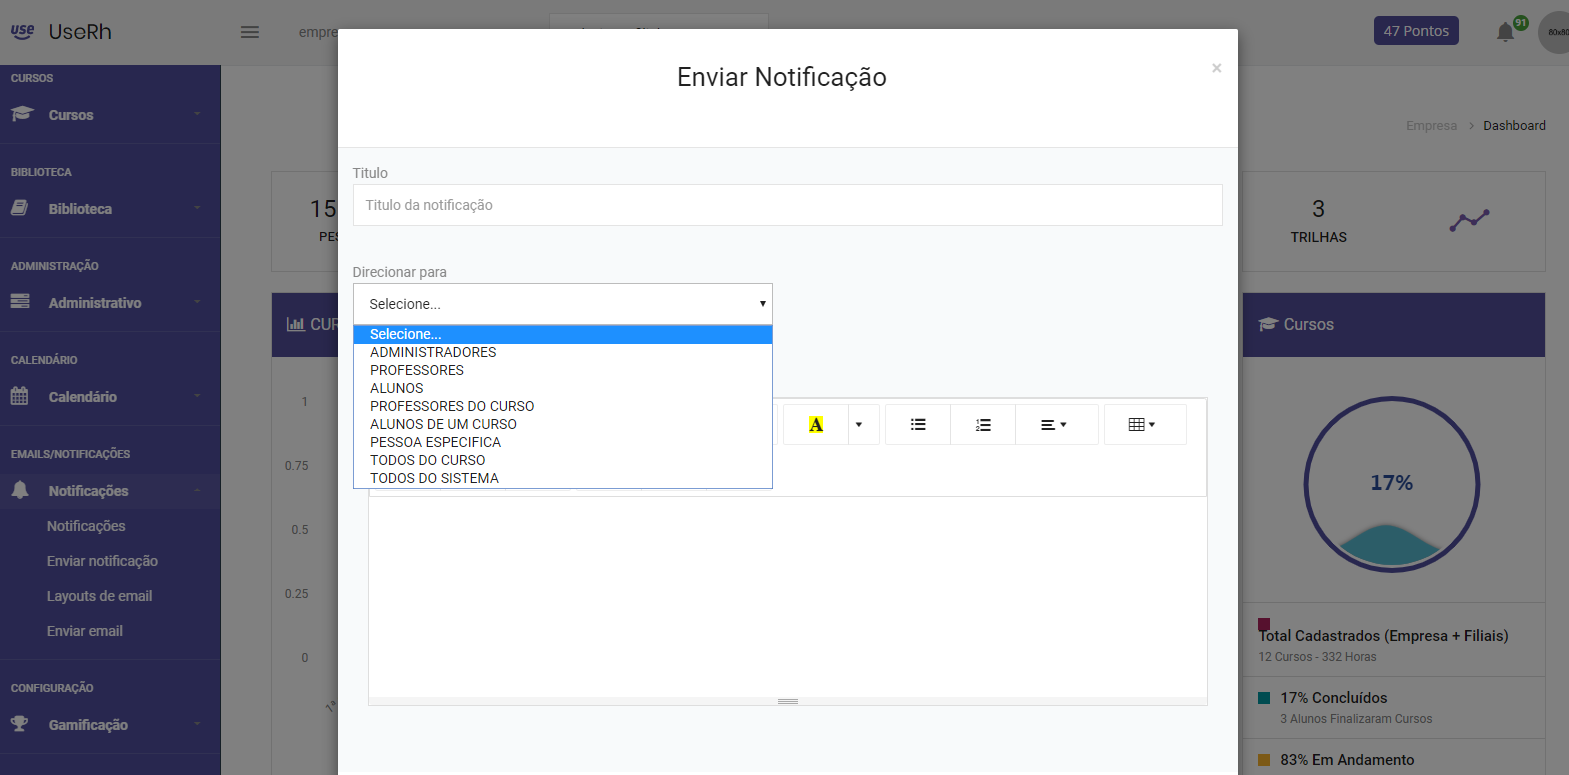 use UseRh
empre
47 Pontos
91
80x80
CURSOS
Cursos
BIBLIOTECA
Biblioteca
ADMINISTRAÇÃO
Administrativo
CALENDÁRIO
Calendário
EMAILS/NOTIFICAÇÕES
Notificações
Notificações
Enviar notificação
Layouts de email
Enviar email
CONFIGURAÇÃO
Gamificação
Enviar Notificação
×
Titulo
Titulo da notificação
Direcionar para
Selecione...
Selecione...
ADMINISTRADORES
PROFESSORES
ALUNOS
PROFESSORES DO CURSO
ALUNOS DE UM CURSO
PESSOA ESPECIFICA
TODOS DO CURSO
TODOS DO SISTEMA
A
15
PES
CUR
1
0.75
0.5
0.25
0
1ª
Empresa > Dashboard
3
TRILHAS
Cursos
17%
Total Cadastrados (Empresa + Filiais)
12 Cursos - 332 Horas
17% Concluídos
3 Alunos Finalizaram Cursos
83% Em Andamento